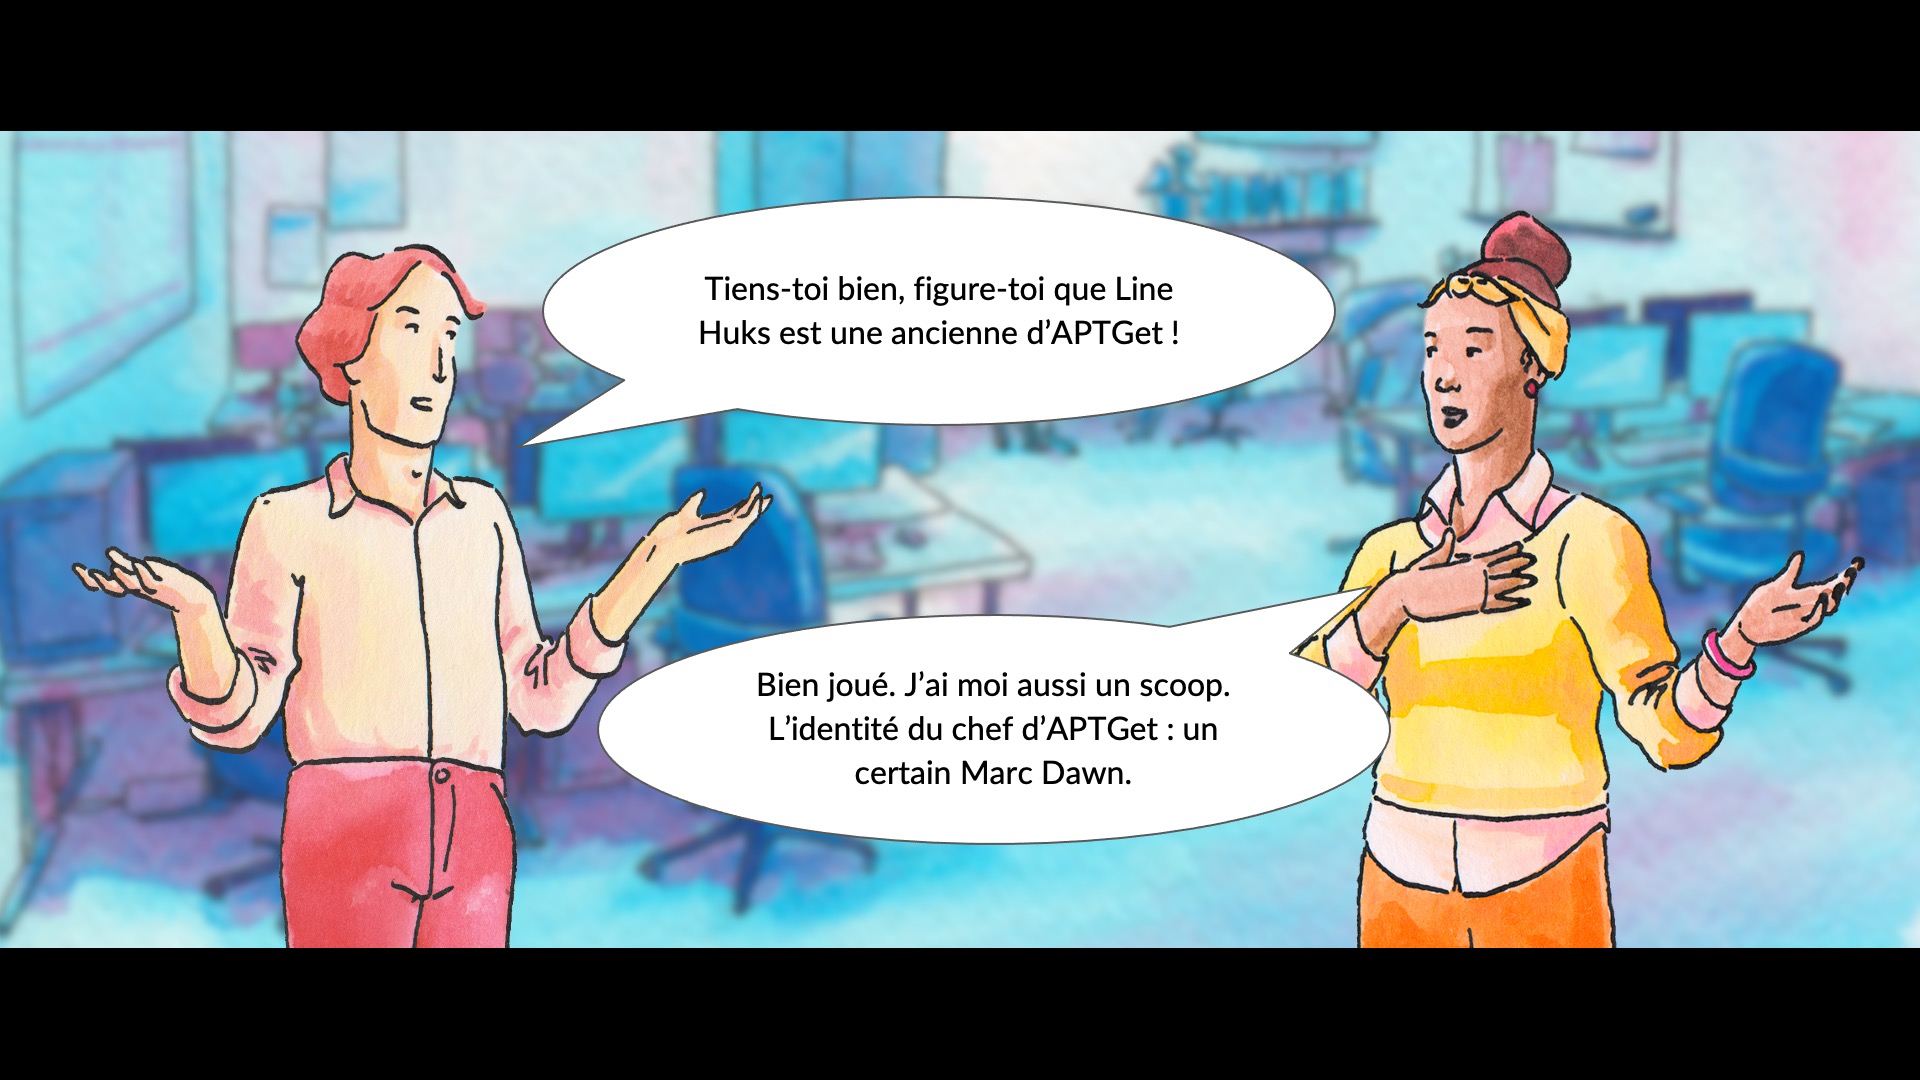 Tiens-toi bien, figure-toi que Line
Huks est une ancienne d’APTGet !
Bien joué. J’ai moi aussi un scoop.
L’identité du chef d’APTGet : un
certain Marc Dawn.